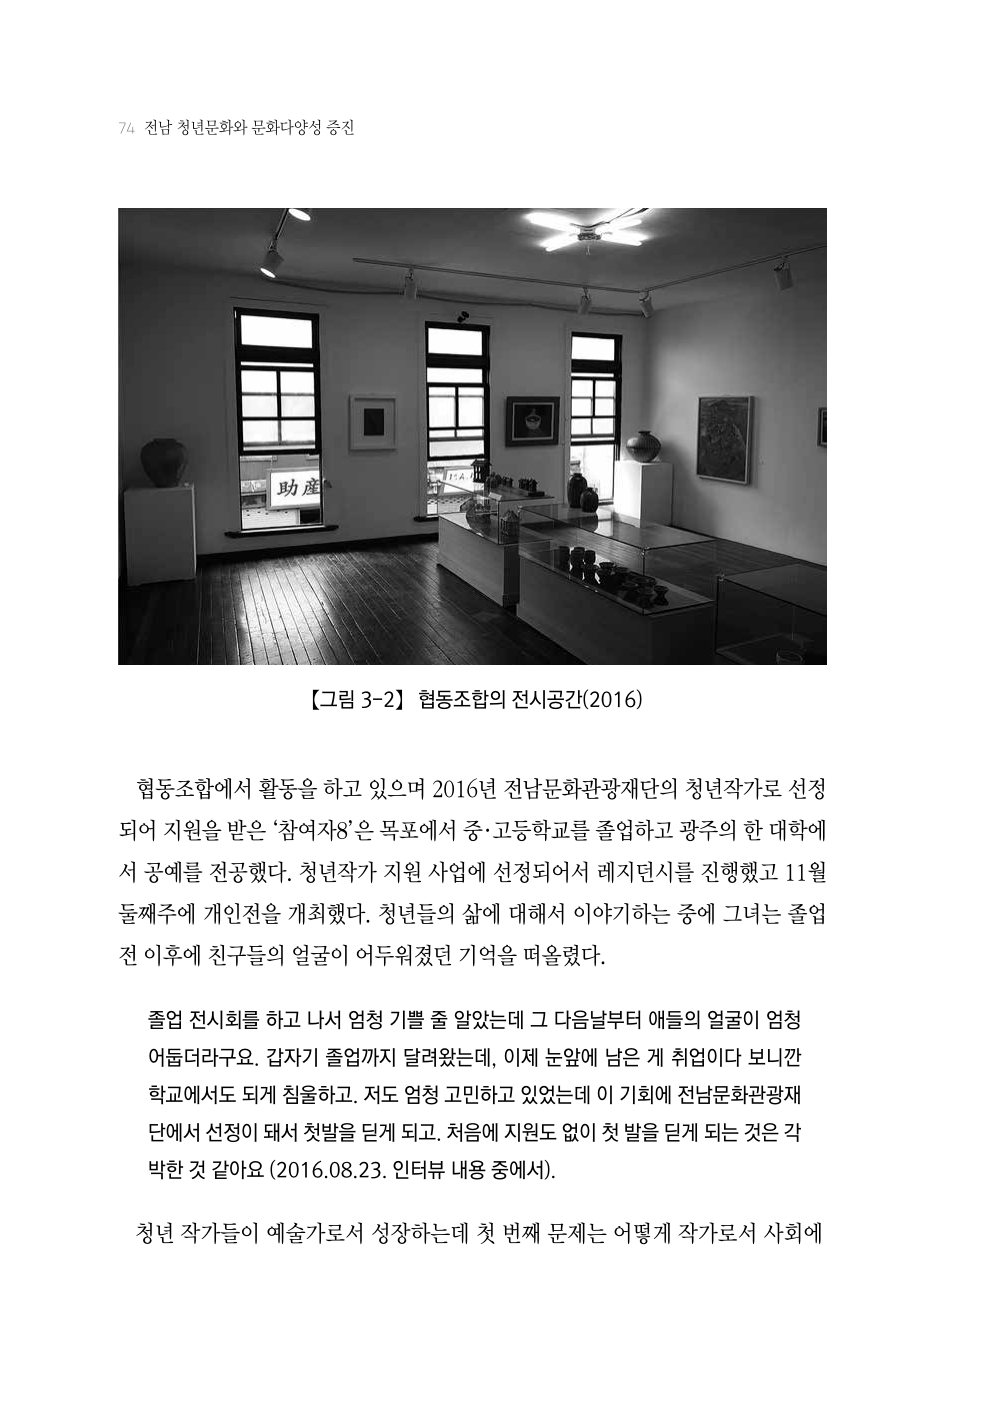 74 전남 청년문화와 문화다양성 증진
助産
【그림 3-2】 협동조합의 전시공간(2016)
협동조합에서 활동을 하고 있으며 2016년 전남문화관광재단의 청년작가로 선정
되어 지원을 받은 ‘참여자8’은 목포에서 중·고등학교를 졸업하고 광주의 한 대학에
서 공예를 전공했다. 청년작가 지원 사업에 선정되어서 레지던시를 진행했고 11월
둘째주에 개인전을 개최했다. 청년들의 삶에 대해서 이야기하는 중에 그녀는 졸업
전 이후에 친구들의 얼굴이 어두워졌던 기억을 떠올렸다.
졸업 전시회를 하고 나서 엄청 기쁠 줄 알았는데 그 다음날부터 애들의 얼굴이 엄청
어둡더라구요. 갑자기 졸업까지 달려왔는데, 이제 눈앞에 남은 게 취업이다 보니깐
학교에서도 되게 침울하고. 저도 엄청 고민하고 있었는데 이 기회에 전남문화관광재
단에서 선정이 돼서 첫발을 딛게 되고. 처음에 지원도 없이 첫 발을 딛게 되는 것은 각
박한 것 같아요 (2016.08.23. 인터뷰 내용 중에서).
청년 작가들이 예술가로서 성장하는데 첫 번째 문제는 어떻게 작가로서 사회에